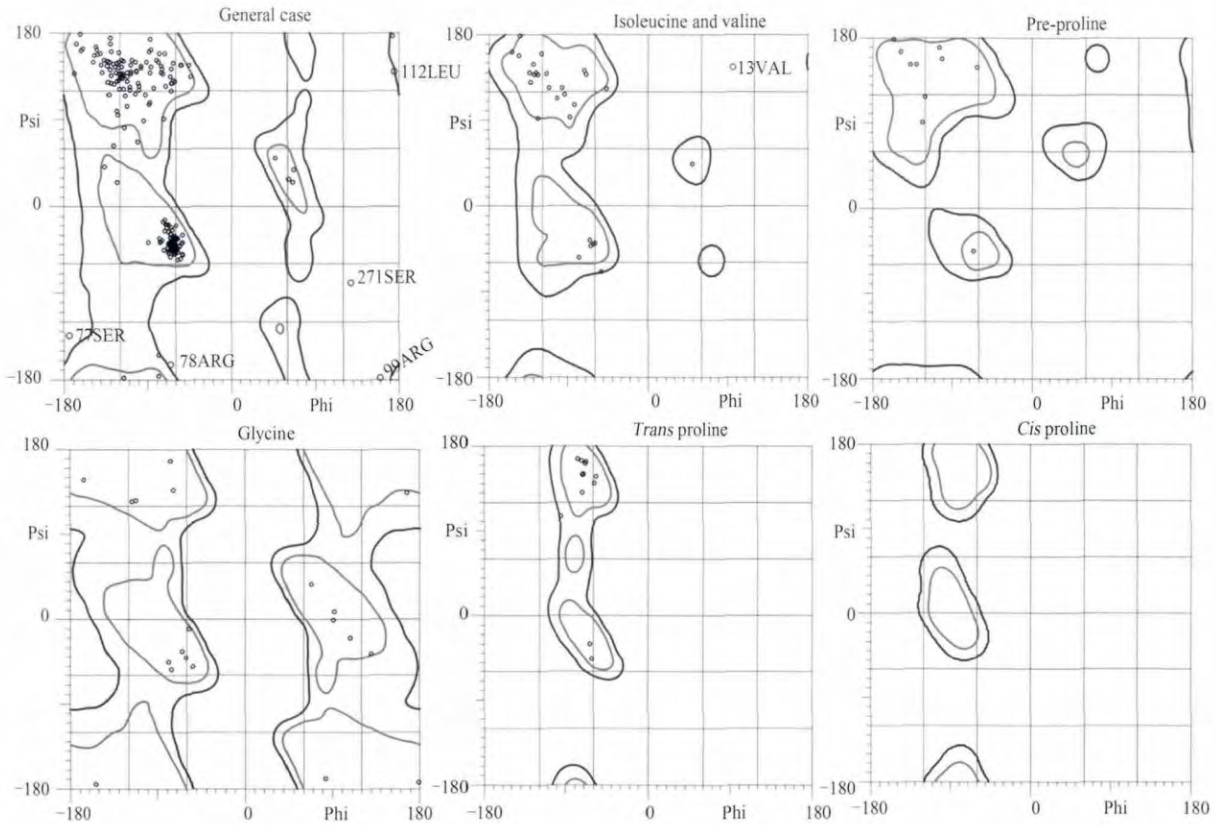 General case
Isoleucine and valine
Pre-proline
180
Psi
0
−180
−180
0
Phi
180
112LEU
271SER
77SER
78ARG
99ARG
180
Psi
0
−180
−180
0
Phi
180
13VAL
180
Psi
0
−180
−180
0
Phi
180
Glycine
Trans proline
Cis proline
180
Psi
0
−180
−180
0
Phi
180
180
Psi
0
−180
−180
0
Phi
180
180
Psi
0
−180
−180
0
Phi
180